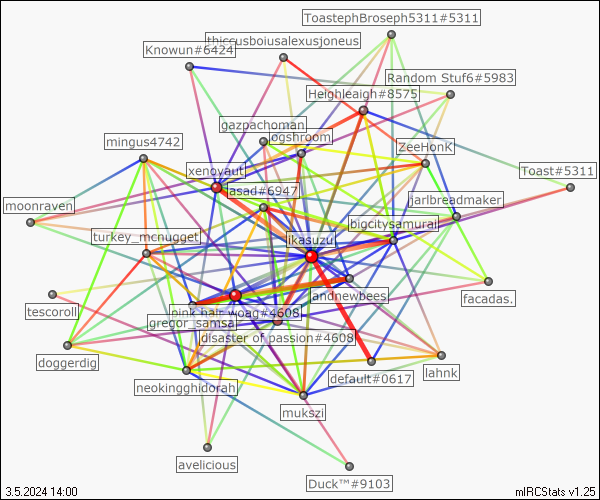 ToastephBroseph5311#5311
thiccusboiusalexusjoneus
Knowun#6424
Random Stuf6#5983
Heighleaigh#8575
gazpachoman
logshroom
mingus4742
ZeeHonK
xenoyaut
Toast#5311
lasad#6947
jarlbreadmaker
moonraven
bigcitysamurai
turkey_mcnugget
ikasuzu
andnewbees
facadas.
tescoroll
pink hair woag#4608
gregor_samsa
disaster of passion#4608
doggerdig
lahnk
default#0617
neokingghidorah
mukszi
avelicious
Duck™#9103
3.5.2024 14:00
mIRCStats v1.25